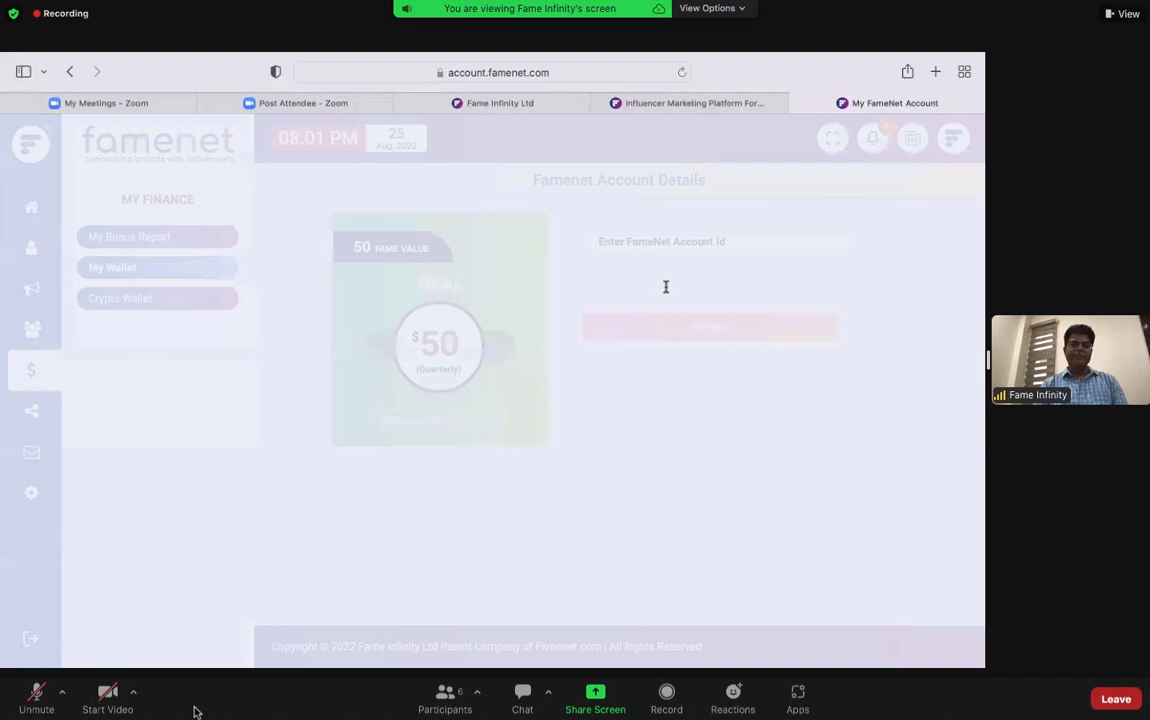 Recording
You are viewing Fame Infinity's screen
View Options
View
account.famenet.com
My Meetings - Zoom
Post Attendee - Zoom
Fame Infinity Ltd
Influencer Marketing Platform For...
My FameNet Account
famenet
connecting brands with influencers
08.01 PM
25
Aug, 2022
Famenet Account Details
MY FINANCE
My Bonus Report
My Wallet
Crypto Wallet
50 FAME VALUE
$50
(Quarterly)
Enter FameNet Account Id
Fame Infinity
Copyright © 2022 Fame Infinity Ltd Parent Company of Famenet.com | All Rights Reserved
Unmute
Start Video
6
Participants
Chat
Share Screen
Record
Reactions
Apps
Leave